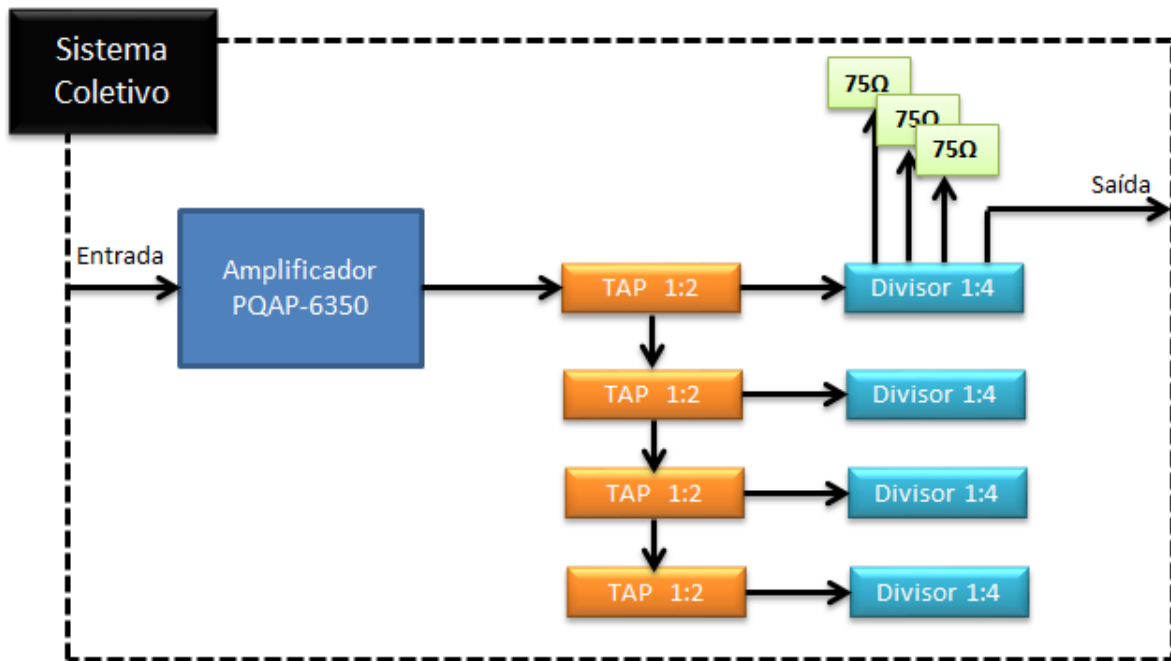 Sistema
Coletivo
75Ω
75Ω
75Ω
Saída
Entrada
Amplificador
PQAP-6350
TAP 1:2
Divisor 1:4
TAP 1:2
Divisor 1:4
TAP 1:2
Divisor 1:4
TAP 1:2
Divisor 1:4